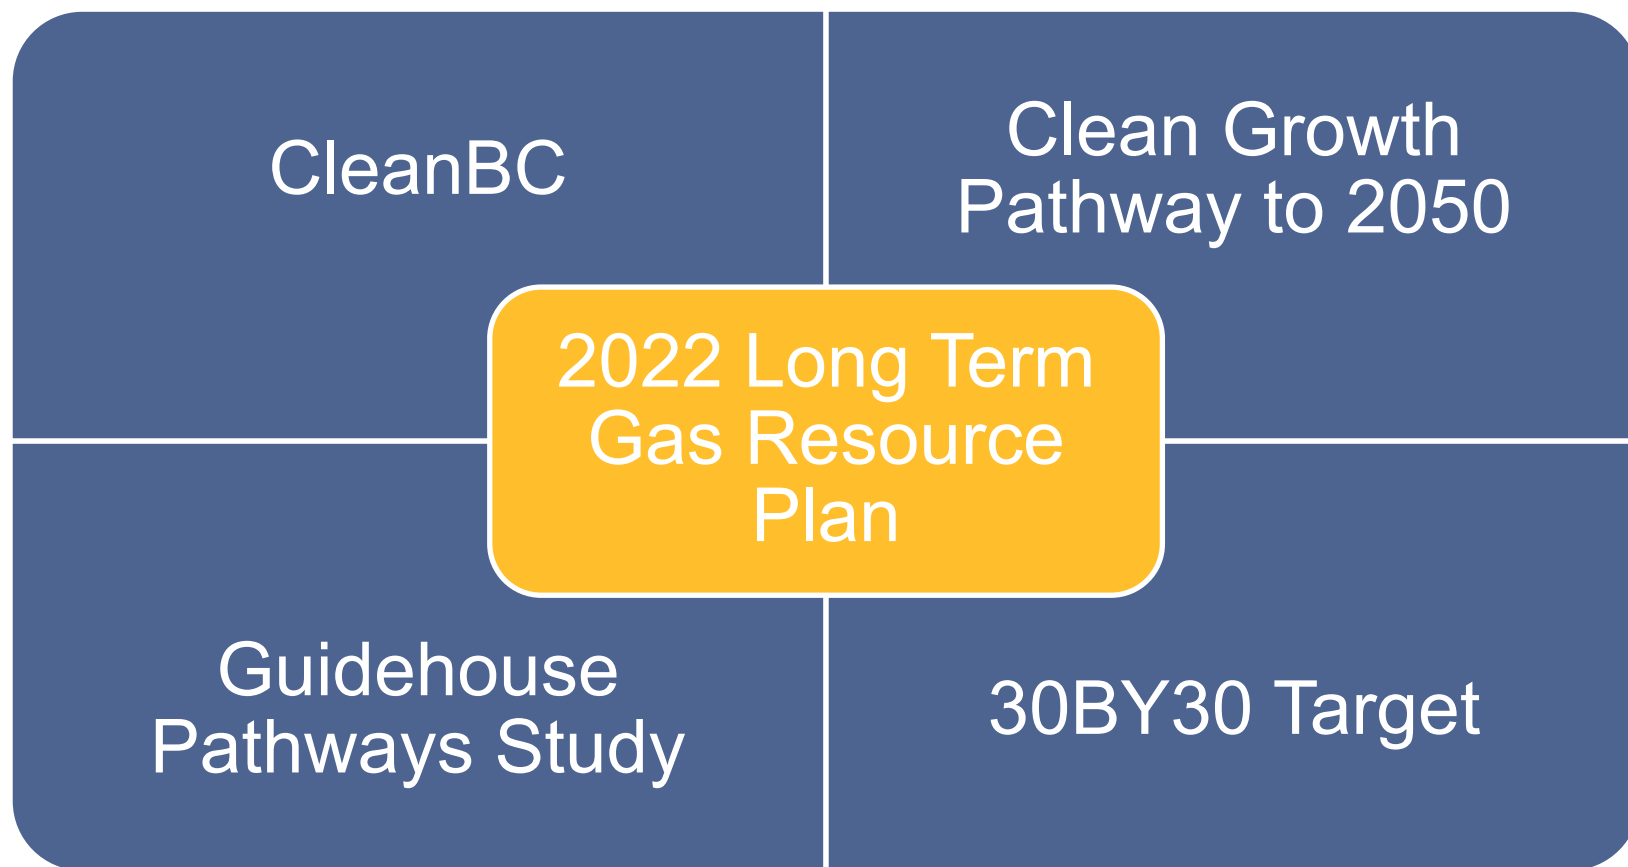 CleanBC
Clean Growth
Pathway to 2050
2022 Long Term
Gas Resource
Plan
Guidehouse
Pathways Study
30BY30 Target